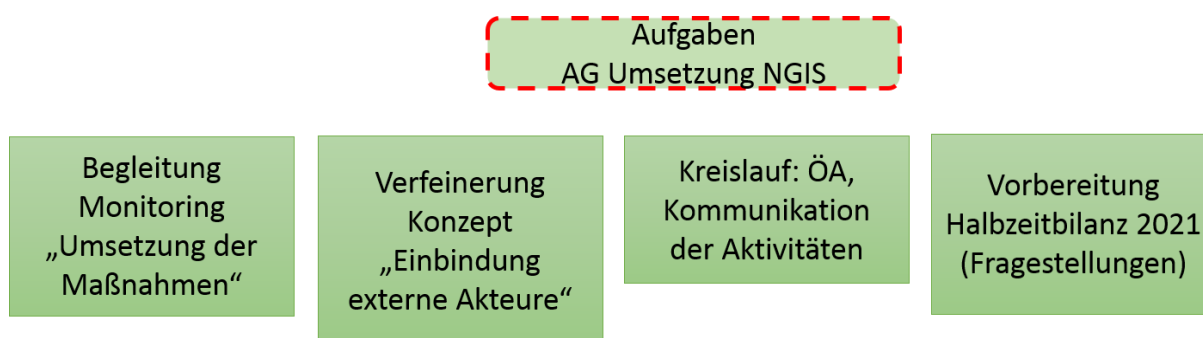 Aufgaben
AG Umsetzung NGIS
Begleitung
Monitoring
„Umsetzung der
Maßnahmen“
Verfeinerung
Konzept
„Einbindung
externe Akteure“
Kreislauf: ÖA,
Kommunikation
der Aktivitäten
Vorbereitung
Halbzeitbilanz 2021
(Fragestellungen)